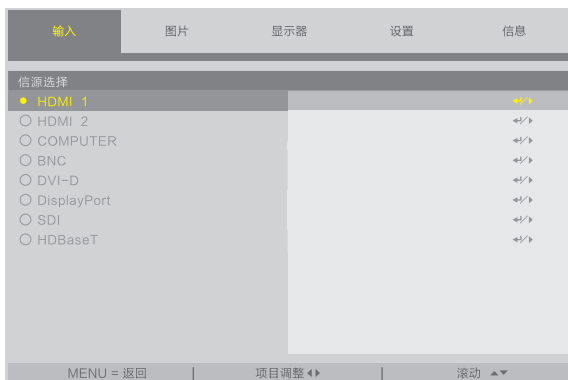 输入 图片 显示器 设置 信息
信源选择
HDMI 1
HDMI 2
COMPUTER
BNC
DVI-D
DisplayPort
SDI
HDBaseT
MENU = 返回 | 项目调整 | 滚动